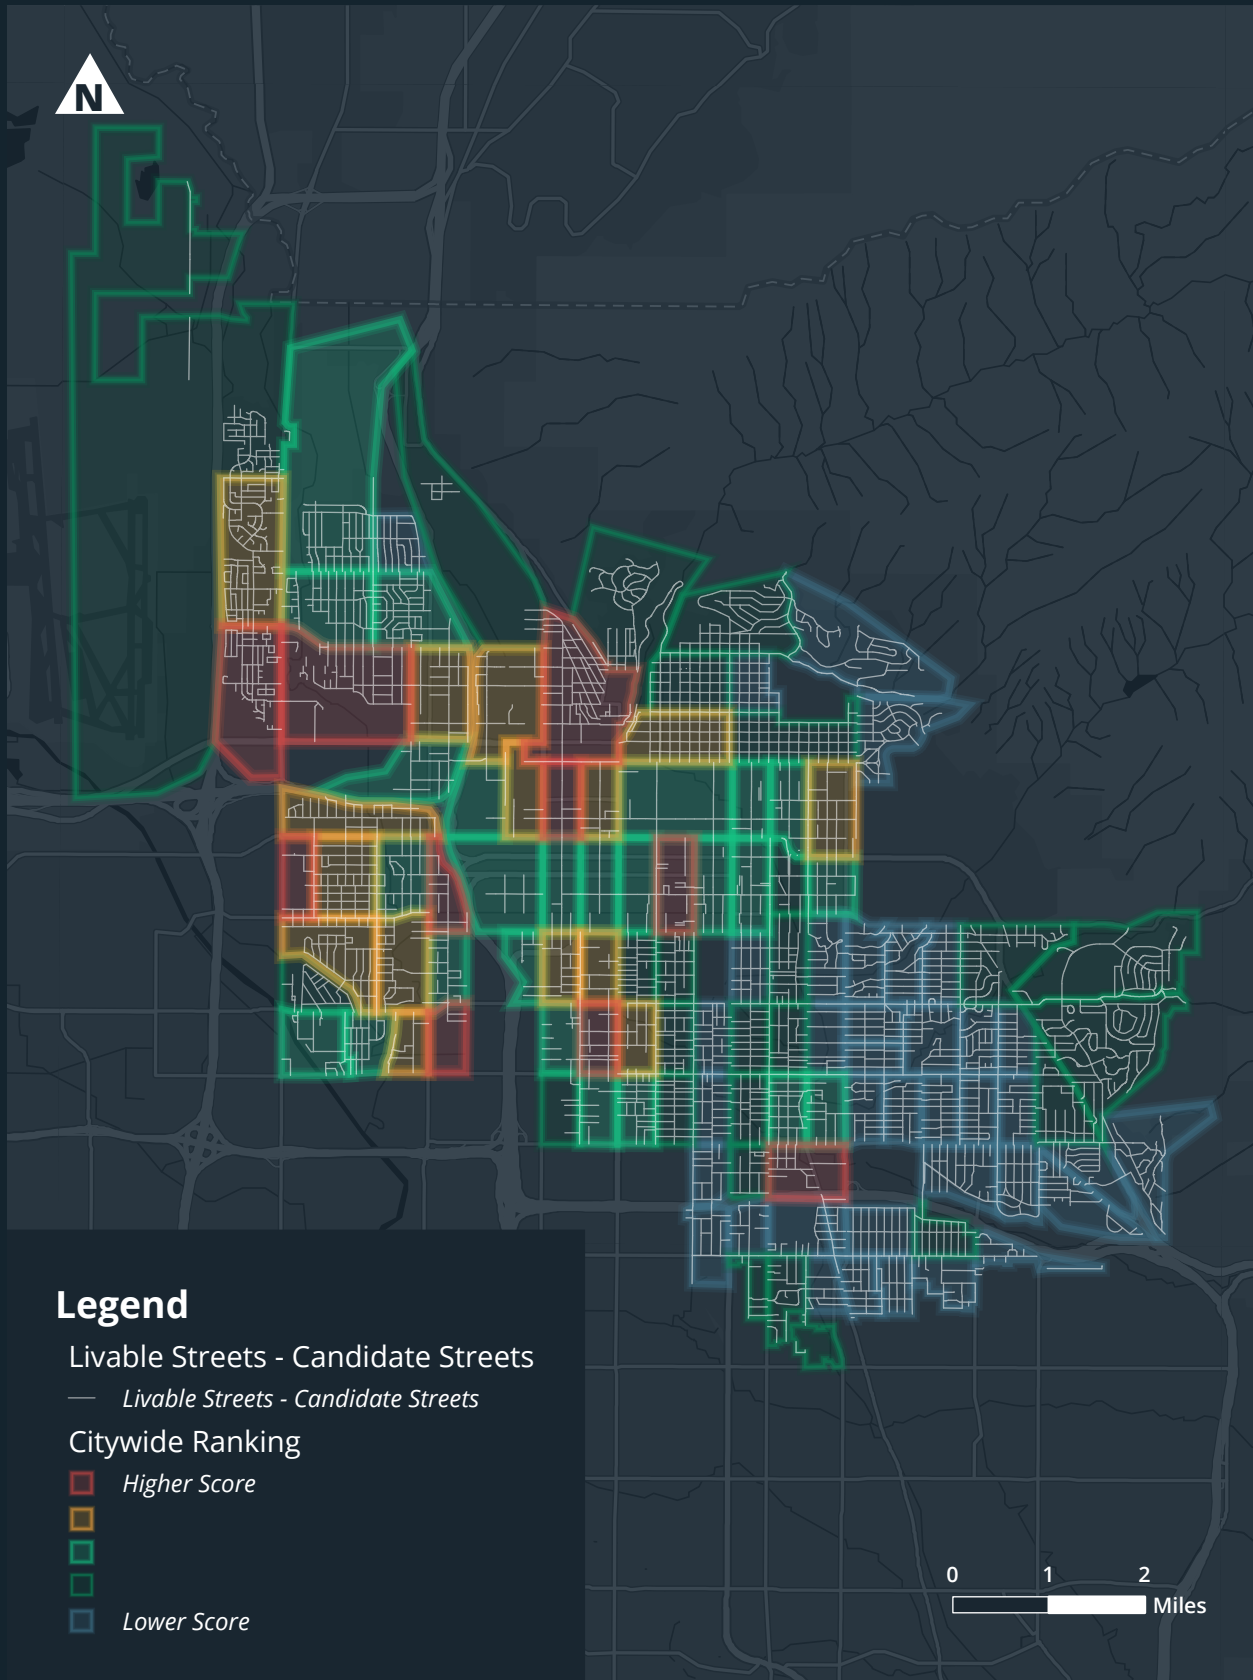 N
Legend
Livable Streets - Candidate Streets
Livable Streets - Candidate Streets
Citywide Ranking
Higher Score
Lower Score
0 1 2
Miles